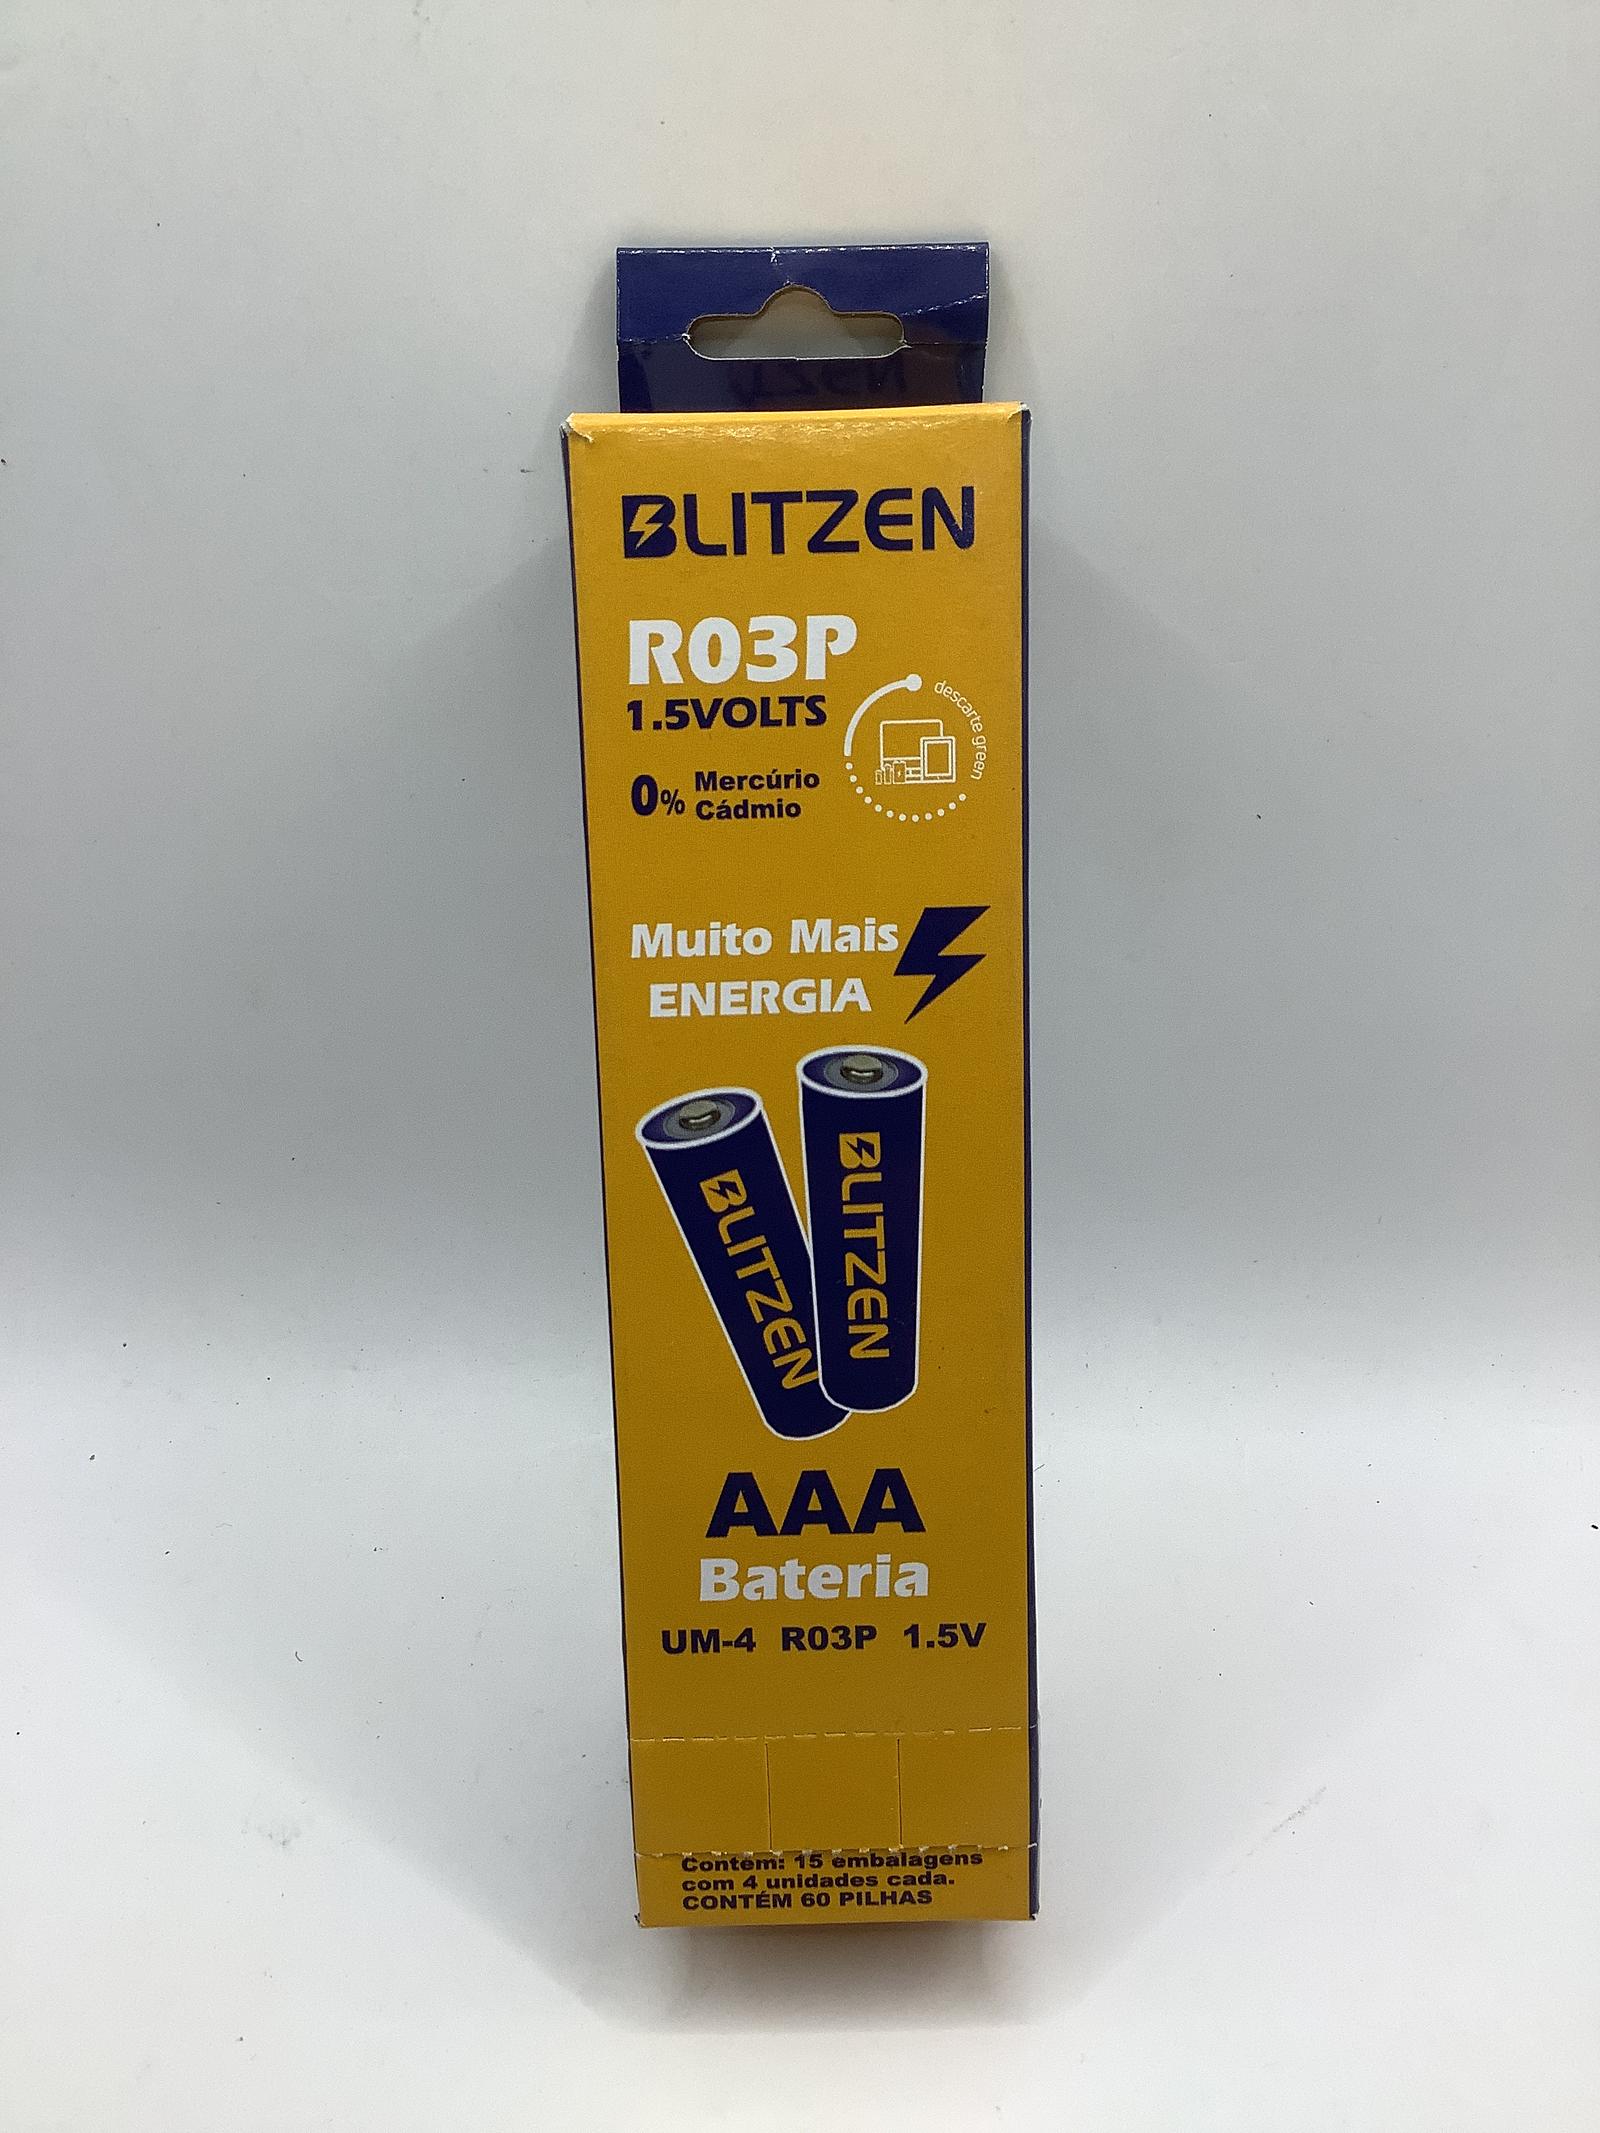 BLITZEN
R03P
1.5VOLTS
descarte green
0% Mercúrio
Cádmio
Muito Mais
ENERGIA
BLITZEN
BLITZEN
AAA
Bateria
UM-4 R03P 1.5V
Contém: 15 embalagens
com 4 unidades cada.
CONTÉM 60 PILHAS